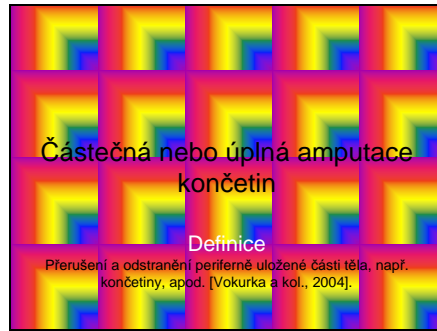 Částečná nebo úplná amputace
končetin
Definice
Přerušení a odstranění periferně uložené části těla, např.
končetiny, apod. [Vokurka a kol., 2004].